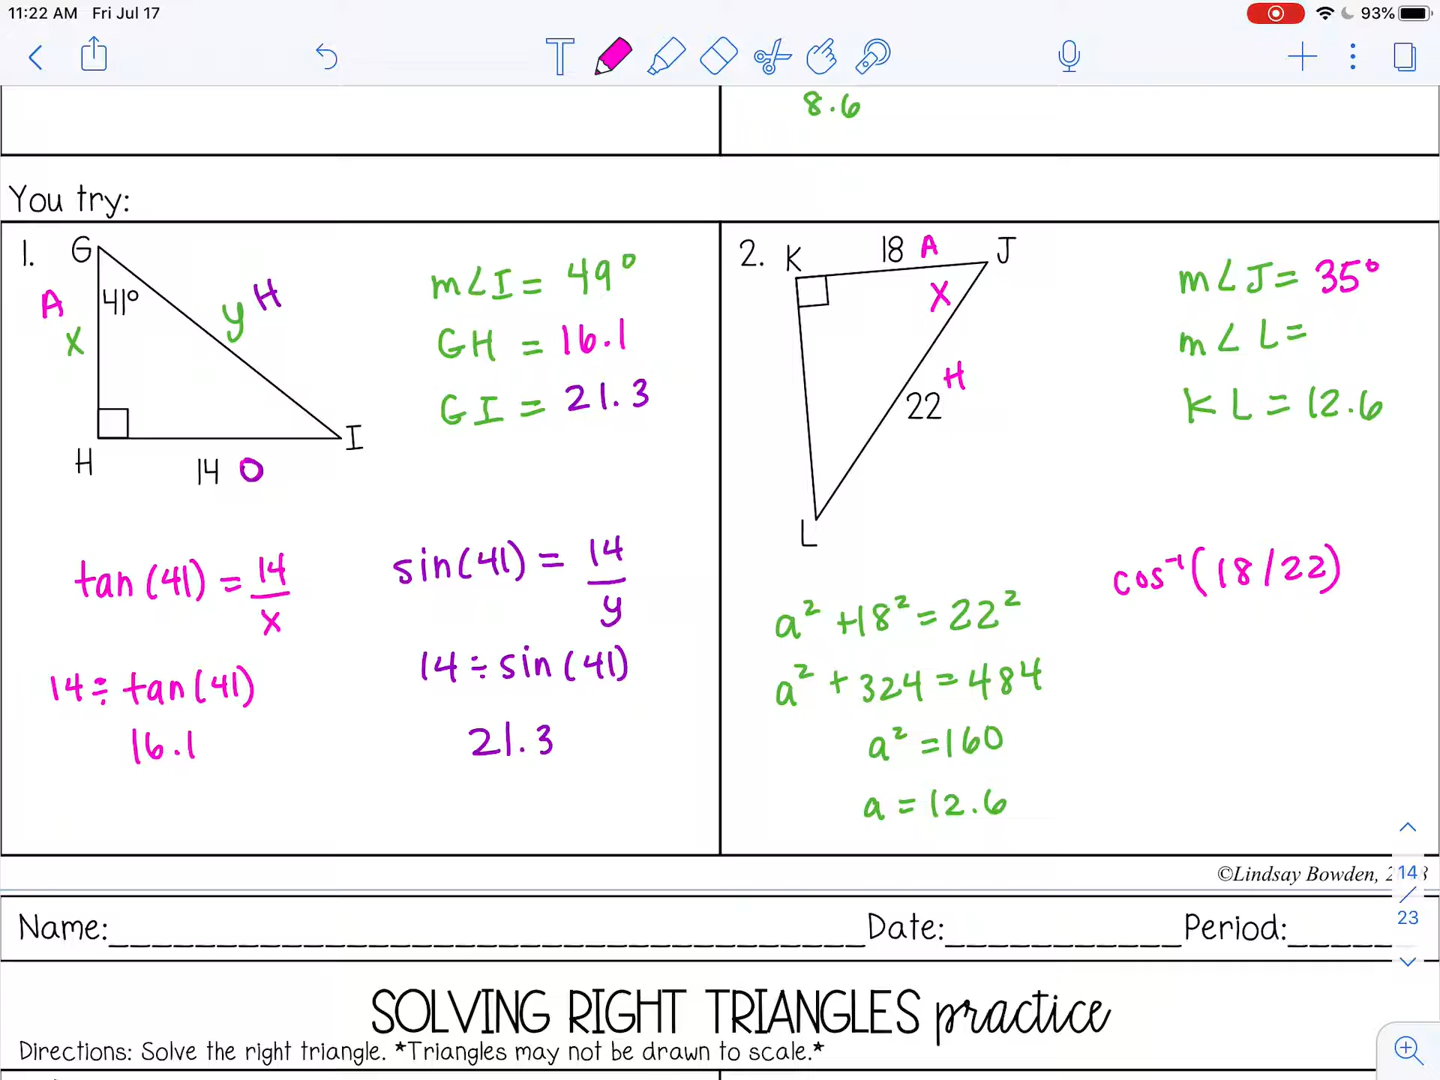 11:22 AM Fri Jul 17
93%
T
8.6
You try:
1.
G
41°
A
x
y H
H
14 O
I
m∠I = 49°
GH = 16.1
GI = 21.3
tan(41) = 14/x
14 ÷ tan(41)
16.1
sin(41) = 14/y
14 ÷ sin(41)
21.3
2.
K
18 A
J
X
H
22
L
m∠J = 35°
m∠L =
KL = 12.6
a² + 18² = 22²
a² + 324 = 484
a² = 160
a = 12.6
cos⁻¹(18/22)
©Lindsay Bowden, 2
14
/
23
Name:
Date:
Period:
SOLVING RIGHT TRIANGLES practice
Directions: Solve the right triangle. *Triangles may not be drawn to scale.*